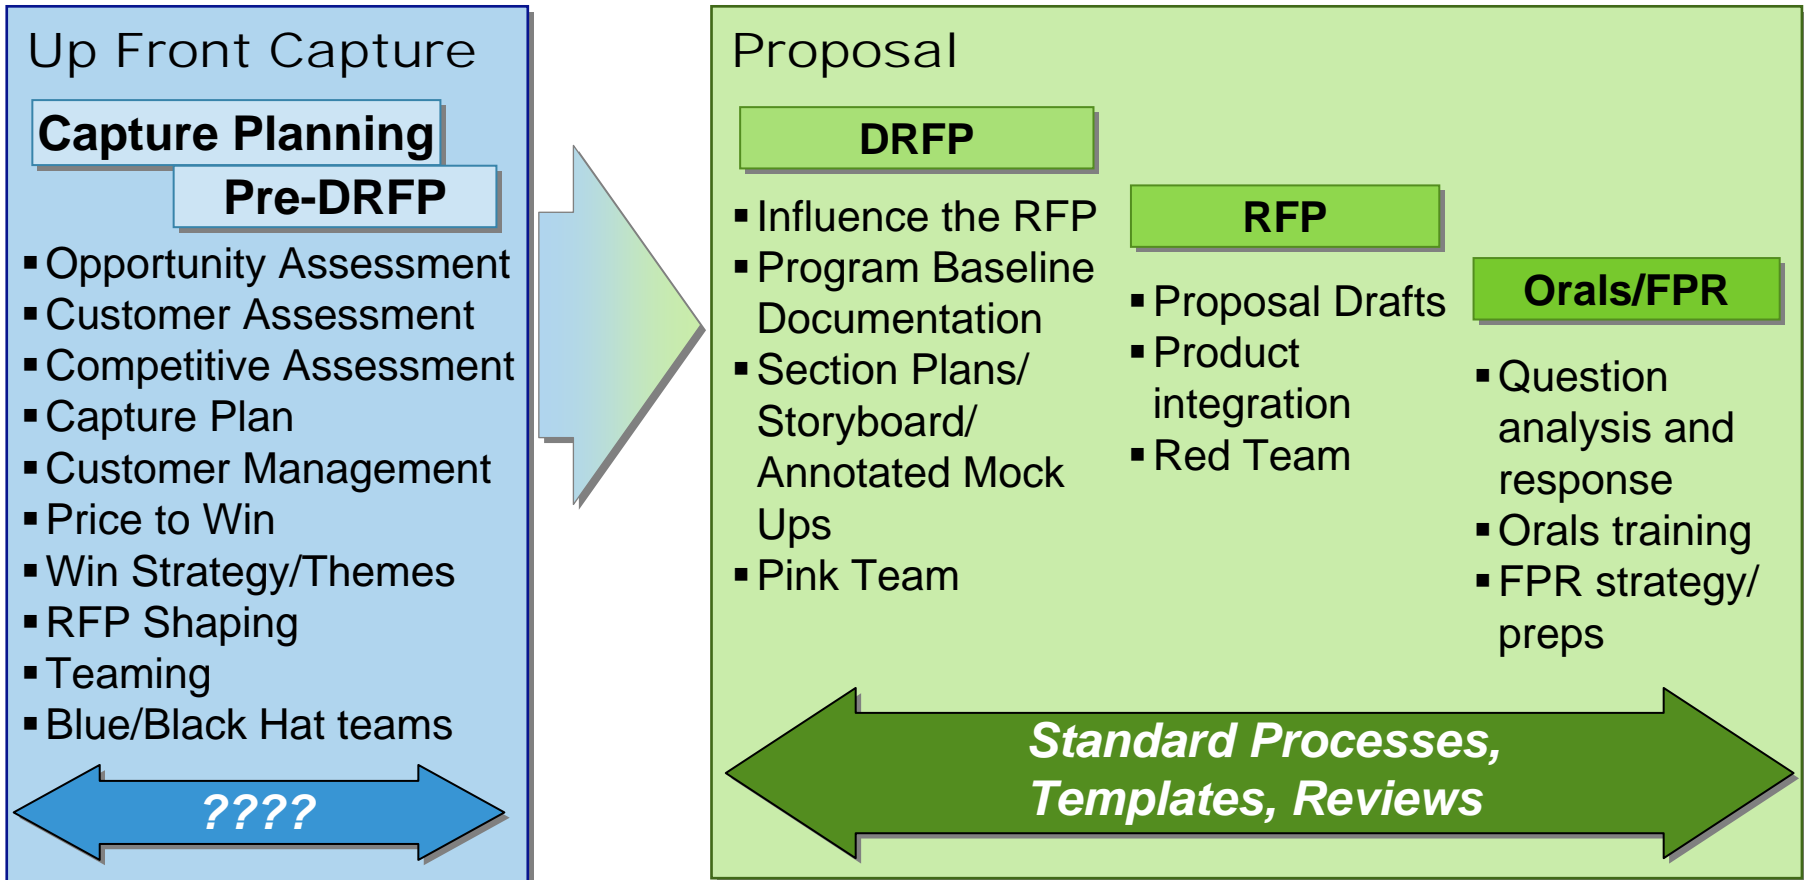 Up Front Capture
Capture Planning
Pre-DRFP
▪Opportunity Assessment
▪Customer Assessment
▪Competitive Assessment
▪Capture Plan
▪Customer Management
▪Price to Win
▪Win Strategy/Themes
▪RFP Shaping
▪Teaming
▪Blue/Black Hat teams
????
Proposal
DRFP
▪Influence the RFP
▪Program Baseline
Documentation
▪Section Plans/
Storyboard/
Annotated Mock
Ups
▪Pink Team
RFP
▪Proposal Drafts
▪Product
integration
▪Red Team
Orals/FPR
▪Question
analysis and
response
▪Orals training
▪FPR strategy/
preps
Standard Processes,
Templates, Reviews